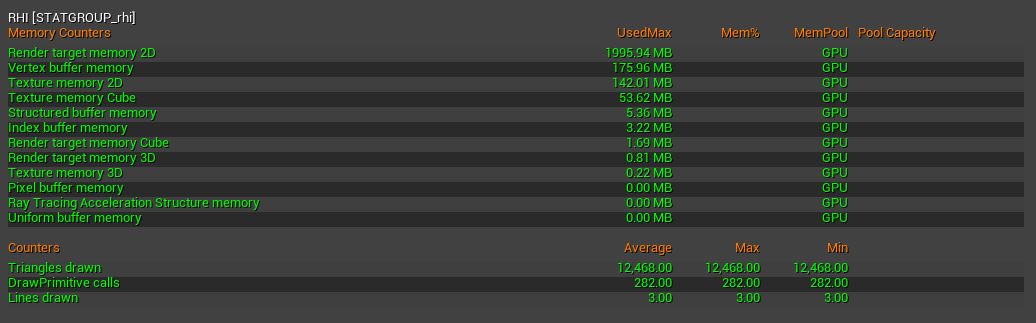 RHI [STATGROUP_rhi]
Memory Counters UsedMax Mem% MemPool Pool Capacity
Render target memory 2D 1995.94 MB GPU
Vertex buffer memory 175.96 MB GPU
Texture memory 2D 142.01 MB GPU
Texture memory Cube 53.62 MB GPU
Structured buffer memory 5.36 MB GPU
Index buffer memory 3.22 MB GPU
Render target memory Cube 1.69 MB GPU
Render target memory 3D 0.81 MB GPU
Texture memory 3D 0.22 MB GPU
Pixel buffer memory 0.00 MB GPU
Ray Tracing Acceleration Structure memory 0.00 MB GPU
Uniform buffer memory 0.00 MB GPU
Counters Average Max Min
Triangles drawn 12,468.00 12,468.00 12,468.00
DrawPrimitive calls 282.00 282.00 282.00
Lines drawn 3.00 3.00 3.00